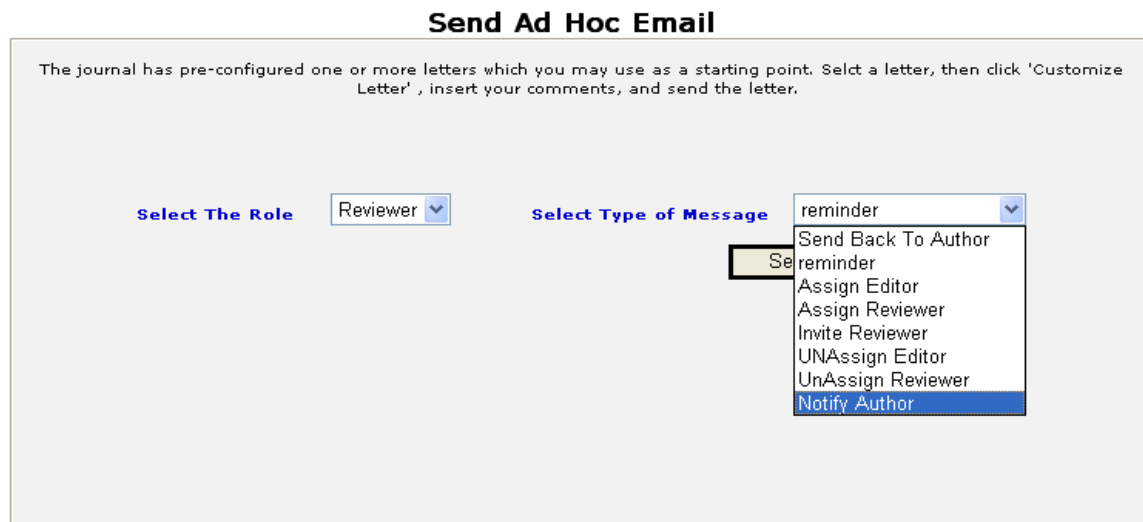 Send Ad Hoc Email
The journal has pre-configured one or more letters which you may use as a starting point. Selct a letter, then click 'Customize
Letter' , insert your comments, and send the letter.
Select The Role Reviewer Select Type of Message reminder
Send Back To Author
reminder
Assign Editor
Assign Reviewer
Invite Reviewer
UNAssign Editor
UnAssign Reviewer
Notify Author